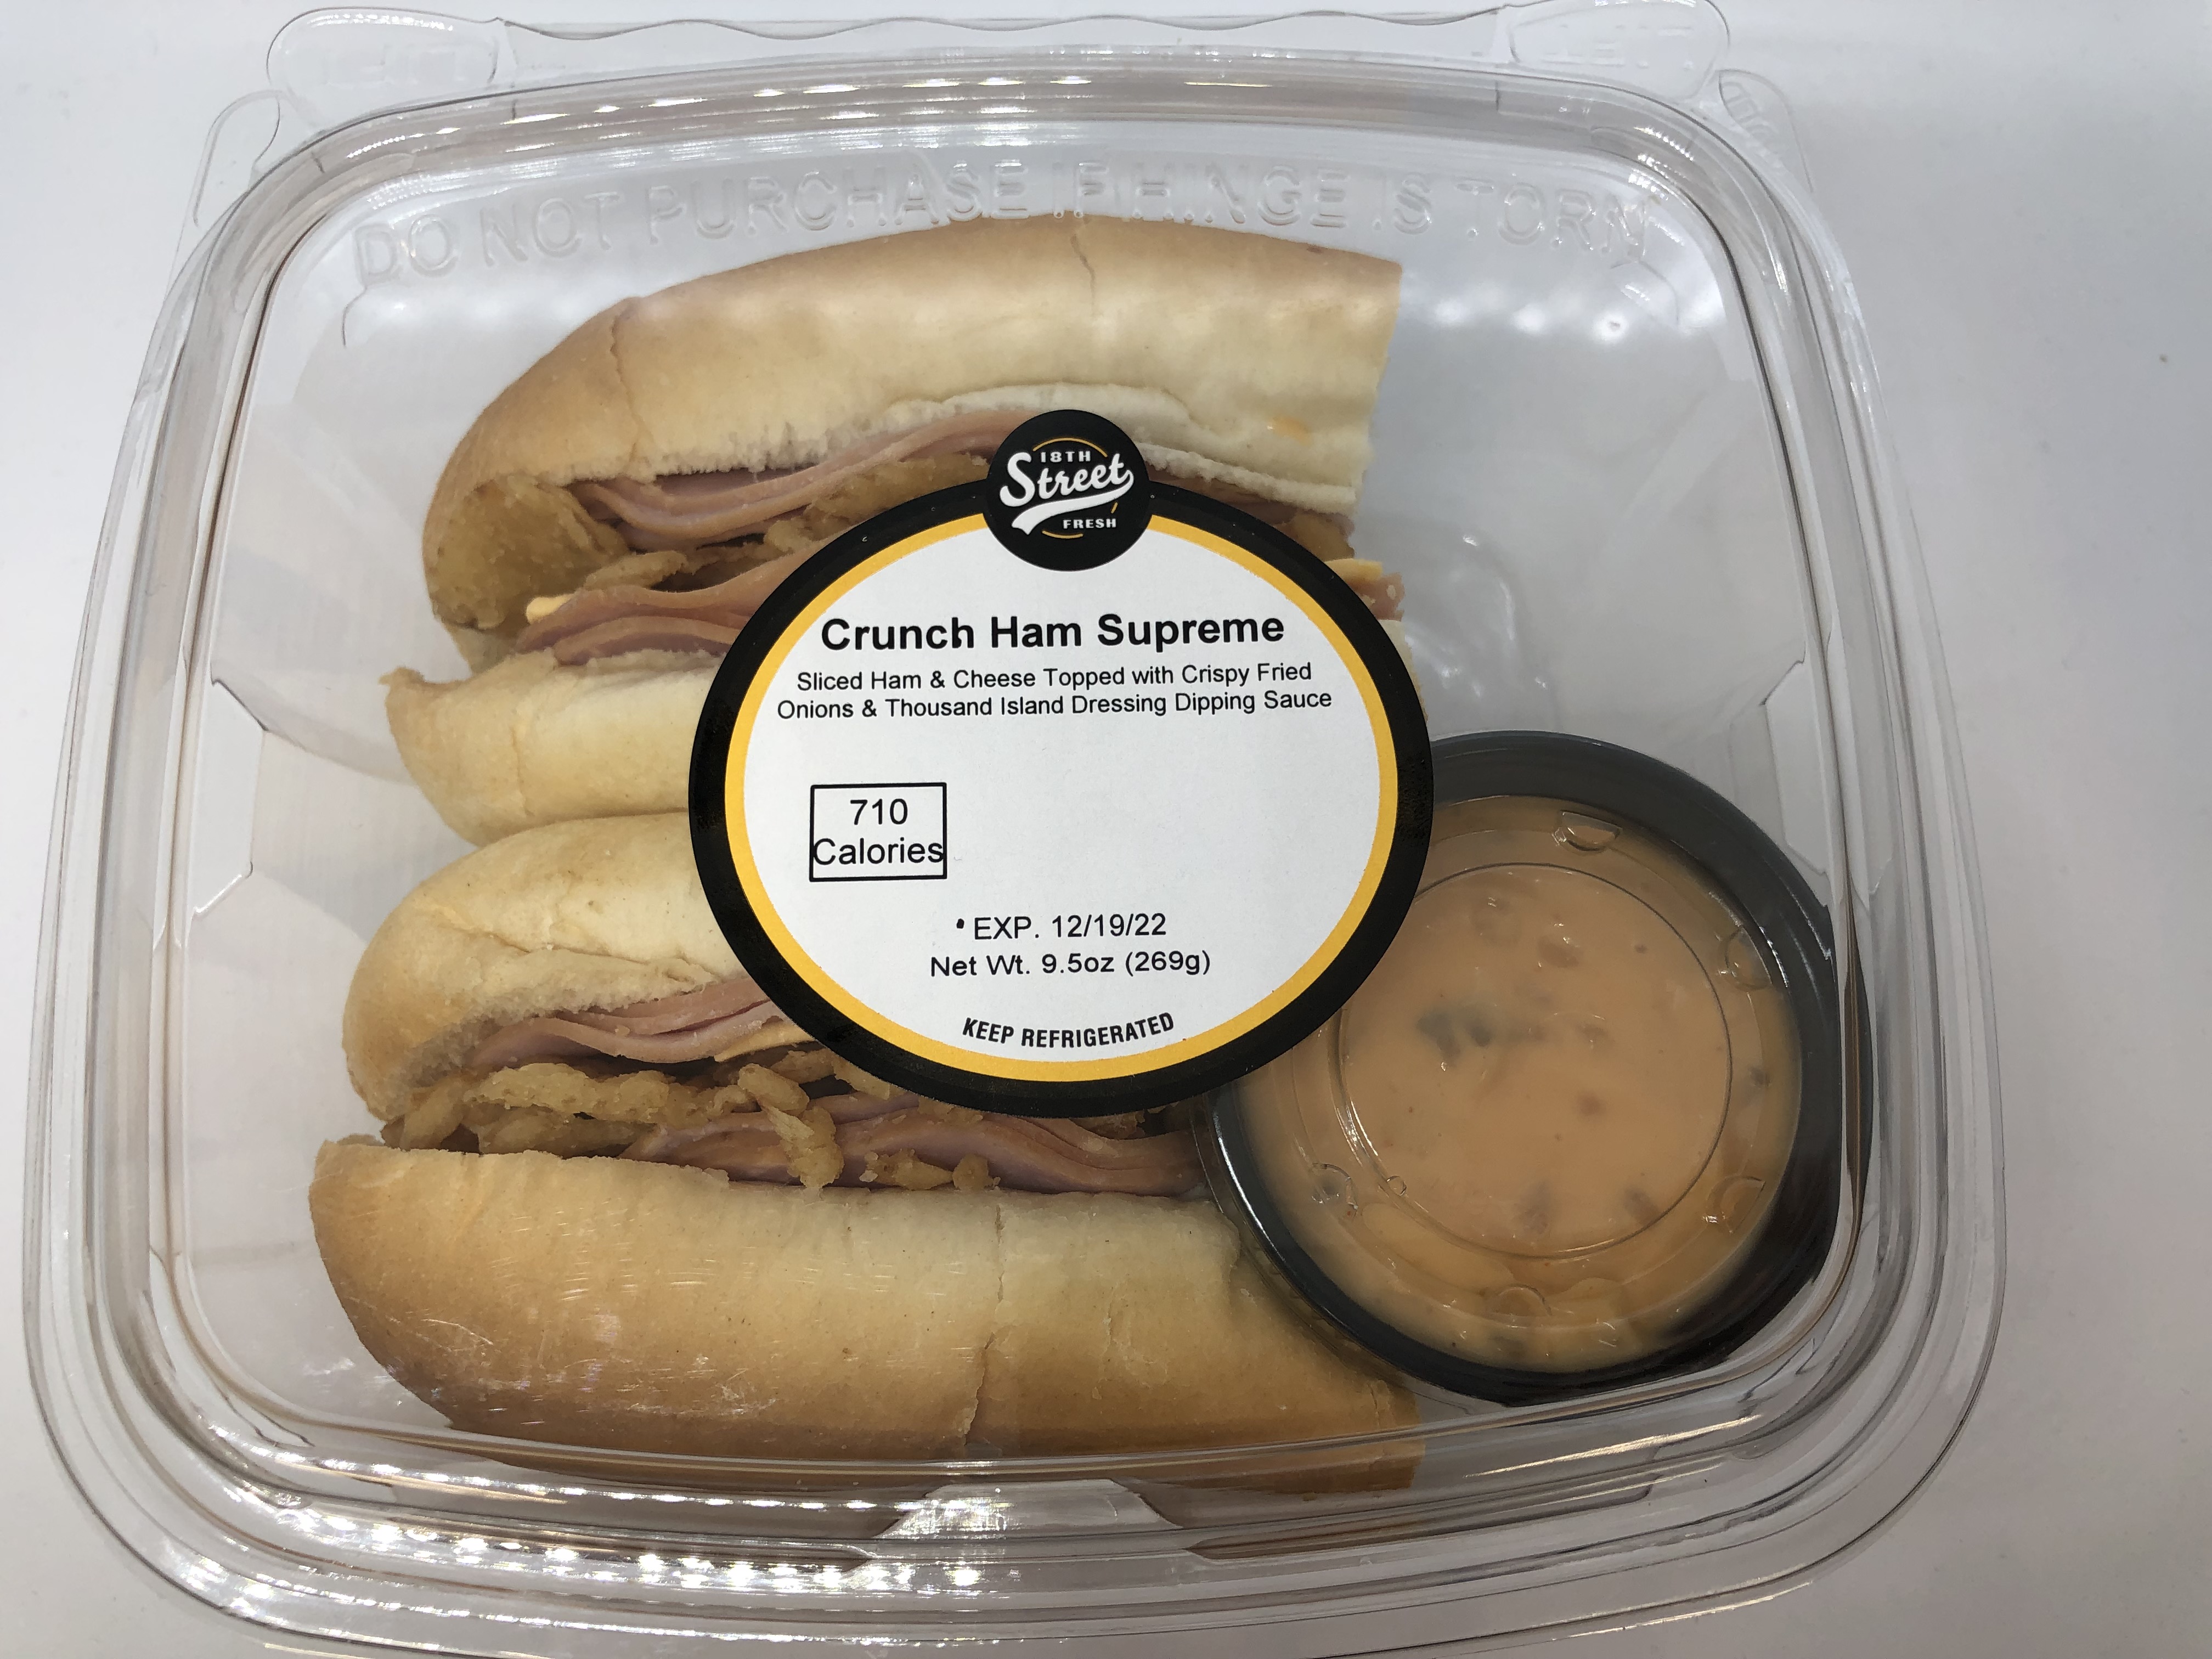 DO NOT PURCHASE IF HINGE IS TORN
18TH
Street
FRESH
Crunch Ham Supreme
Sliced Ham & Cheese Topped with Crispy Fried
Onions & Thousand Island Dressing Dipping Sauce
710
Calories
EXP. 12/19/22
Net Wt. 9.5oz (269g)
KEEP REFRIGERATED